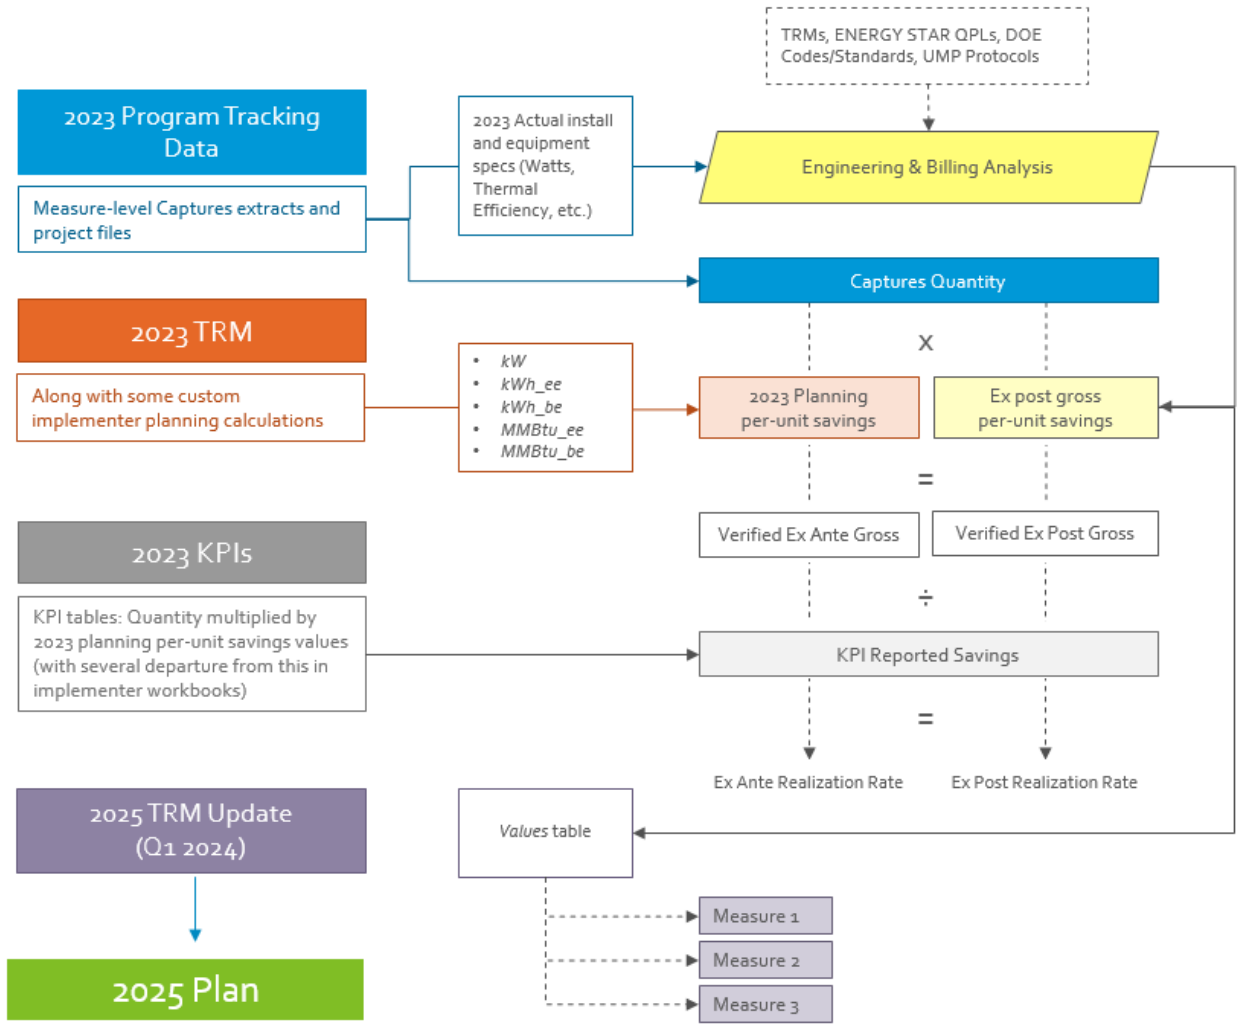 TRMs, ENERGY STAR QPLs, DOE
Codes/Standards, UMP Protocols
2023 Program Tracking
Data
Measure-level Captures extracts and
project files
2023 Actual install
and equipment
specs (Watts,
Thermal
Efficiency, etc.)
Engineering & Billing Analysis
Captures Quantity
x
2023 TRM
Along with some custom
implementer planning calculations
• kW
• kWh_ee
• kWh_be
• MMBtu_ee
• MMBtu_be
2023 Planning
per-unit savings
Ex post gross
per-unit savings
=
Verified Ex Ante Gross
Verified Ex Post Gross
÷
2023 KPIs
KPI tables: Quantity multiplied by
2023 planning per-unit savings values
(with several departure from this in
implementer workbooks)
KPI Reported Savings
=
Ex Ante Realization Rate
Ex Post Realization Rate
2025 TRM Update
(Q1 2024)
Values table
Measure 1
Measure 2
Measure 3
2025 Plan